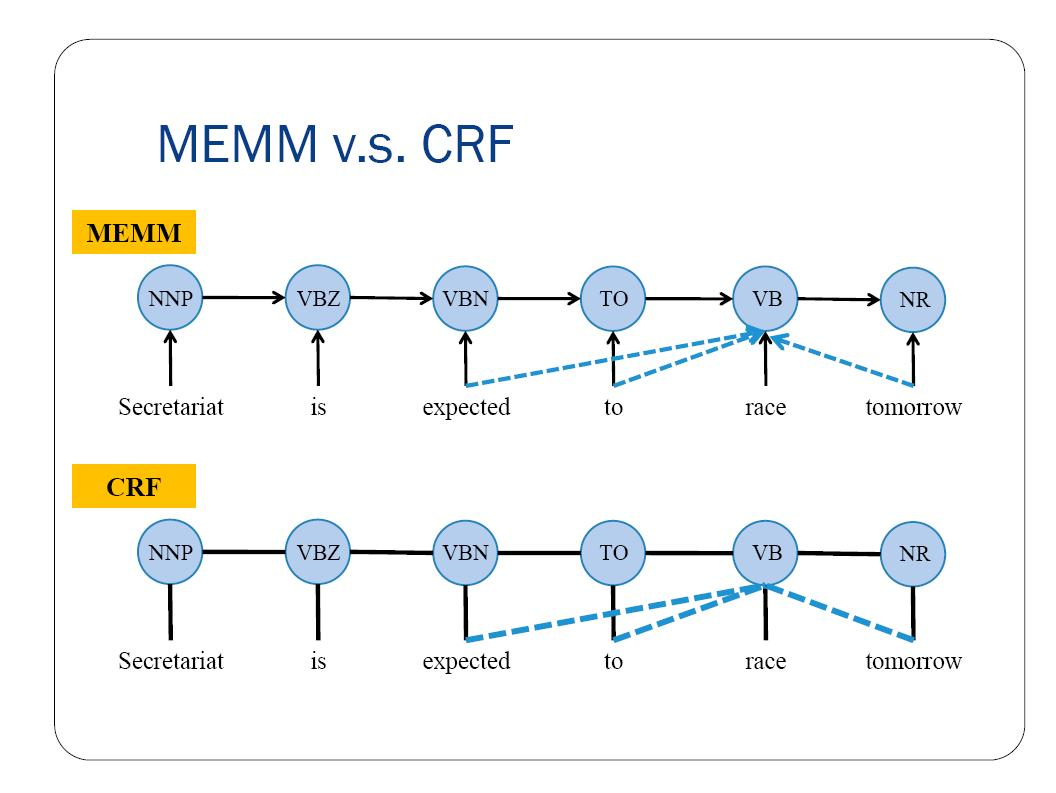 MEMM v.s. CRF
MEMM
NNP VBZ VBN TO VB NR
Secretariat is expected to race tomorrow
CRF
NNP VBZ VBN TO VB NR
Secretariat is expected to race tomorrow